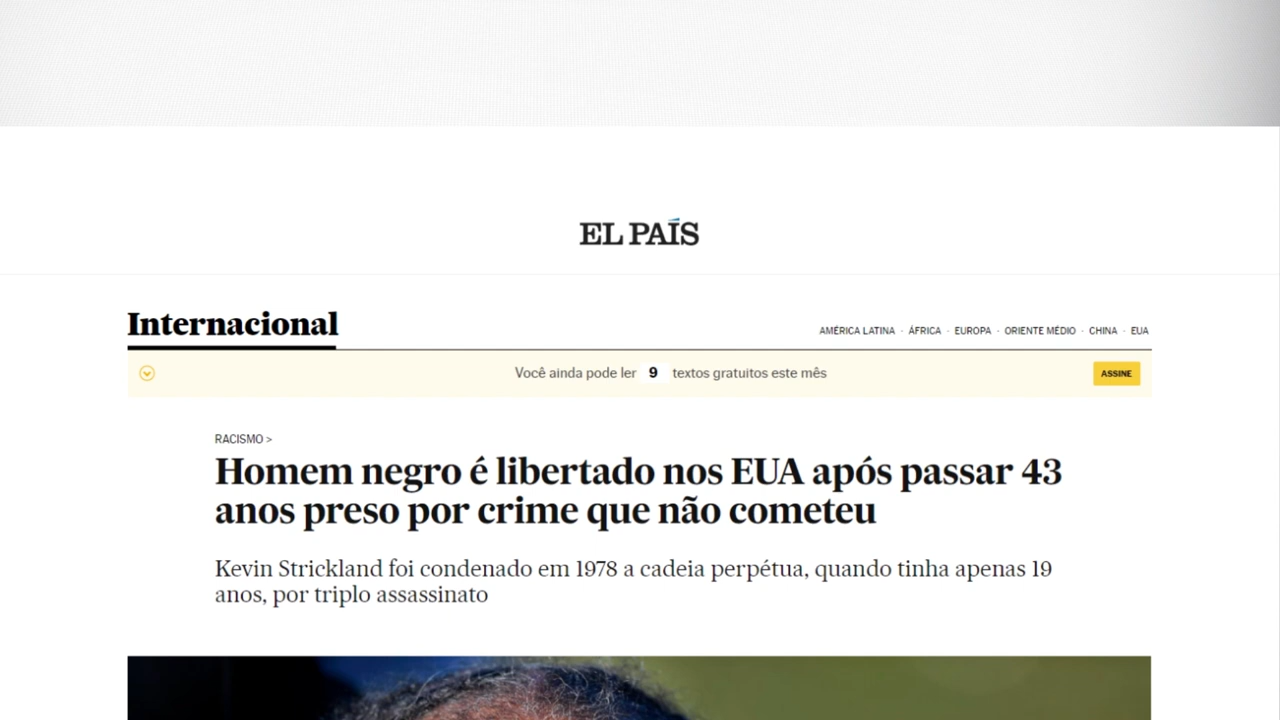 EL PAÍS
Internacional
AMÉRICA LATINA · ÁFRICA · EUROPA · ORIENTE MÉDIO · CHINA · EUA
Você ainda pode ler 9 textos gratuitos este mês
ASSINE
RACISMO >
Homem negro é libertado nos EUA após passar 43
anos preso por crime que não cometeu
Kevin Strickland foi condenado em 1978 a cadeia perpétua, quando tinha apenas 19
anos, por triplo assassinato